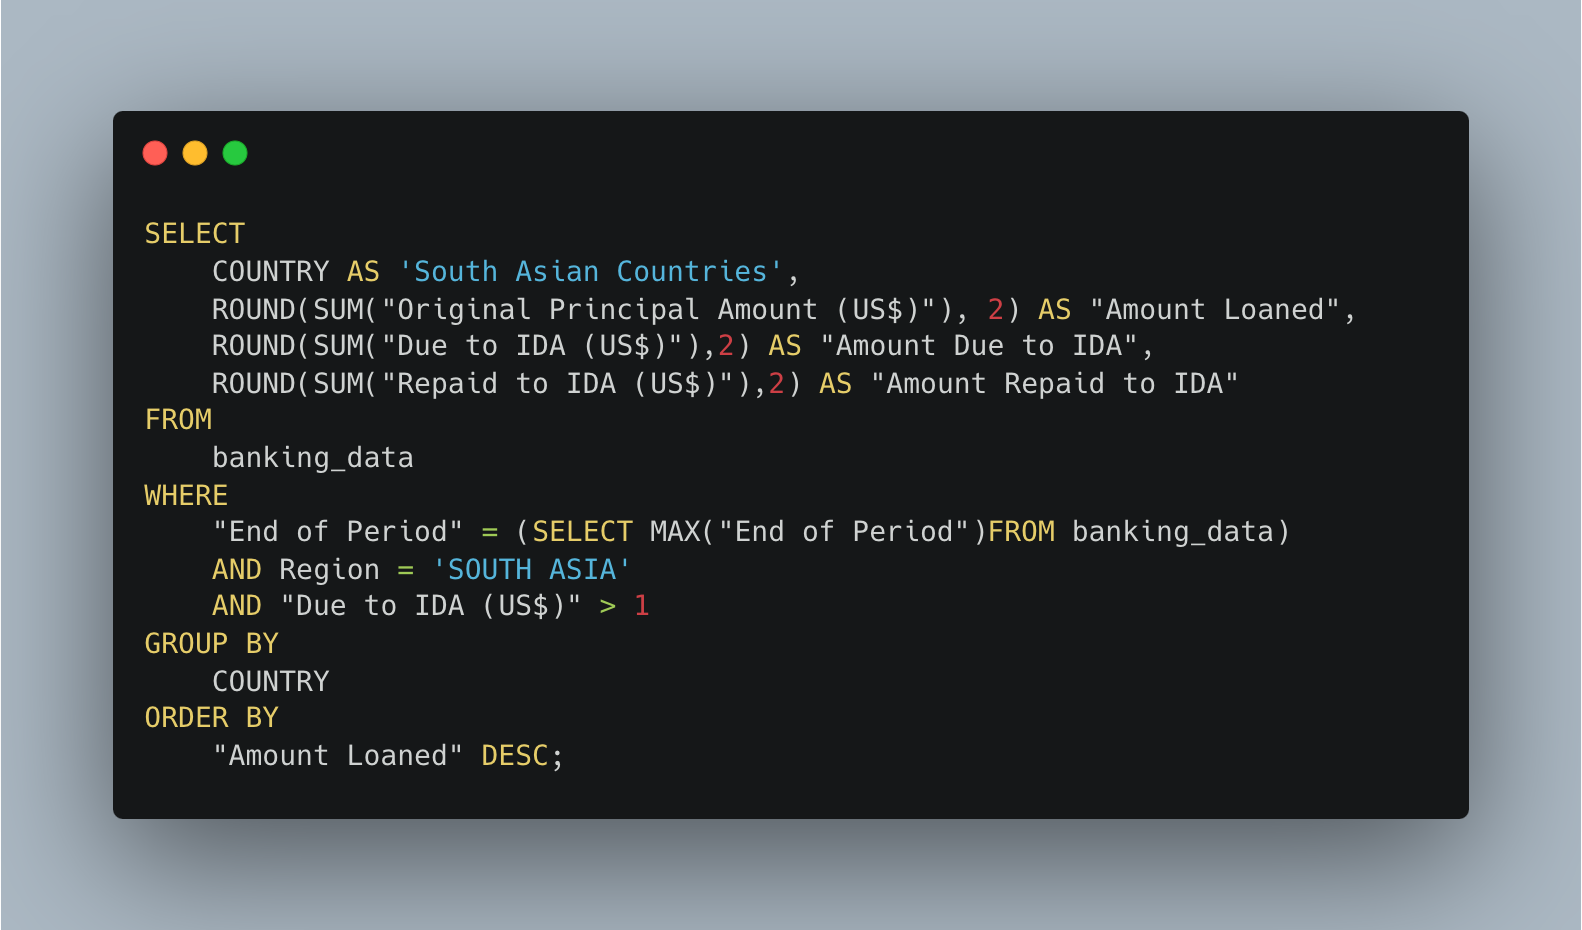 SELECT
    COUNTRY AS 'South Asian Countries',
    ROUND(SUM("Original Principal Amount (US$)"), 2) AS "Amount Loaned",
    ROUND(SUM("Due to IDA (US$)"),2) AS "Amount Due to IDA",
    ROUND(SUM("Repaid to IDA (US$)"),2) AS "Amount Repaid to IDA"
FROM
    banking_data
WHERE
    "End of Period" = (SELECT MAX("End of Period")FROM banking_data)
    AND Region = 'SOUTH ASIA'
    AND "Due to IDA (US$)" > 1
GROUP BY
    COUNTRY
ORDER BY
    "Amount Loaned" DESC;